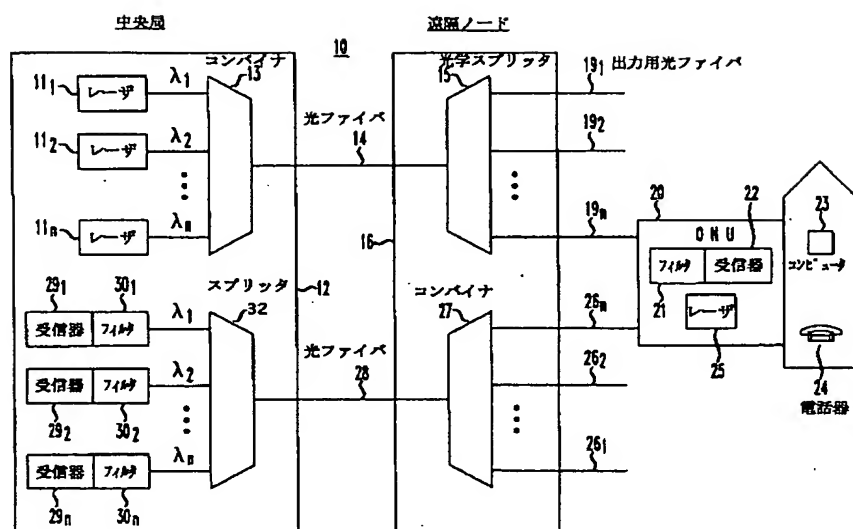 中央局
遠隔ノード
10
コンバイナ
13
光学スプリッタ
15
19₁ 出力用光ファイバ
11₁ レーザ λ₁
11₂ レーザ λ₂
光ファイバ
14
19₂
11n レーザ λn
16
19n
20
22
23
ONU
フィルタ 受信器
21
コンピュータ
レーザ
25
24
電話器
スプリッタ
32
12
コンバイナ
27
26n
29₁
30₁
受信器 フィルタ λ₁
光ファイバ
28
26₂
受信器 フィルタ λ₂
29₂
30₂
26₁
受信器 フィルタ λn
29n
30n